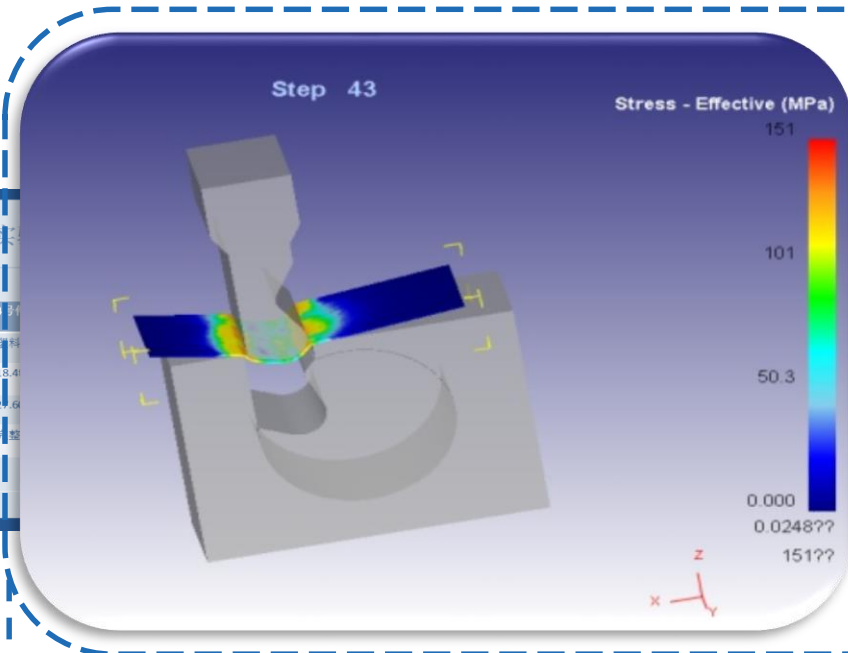 Step 43
Stress - Effective (MPa)
151
101
50.3
0.000
0.0248??
151??
Z
X
Y